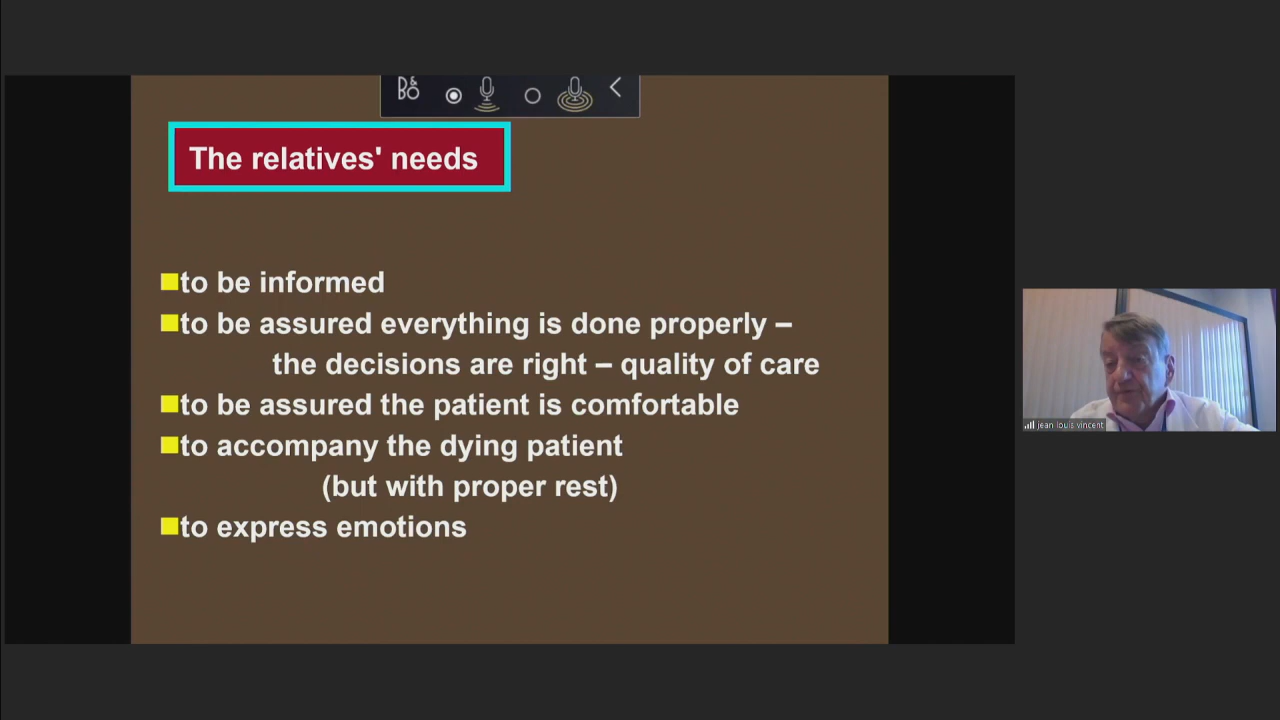 B&O
The relatives' needs
to be informed
to be assured everything is done properly –
the decisions are right – quality of care
to be assured the patient is comfortable
to accompany the dying patient
(but with proper rest)
to express emotions
jean louis vincent